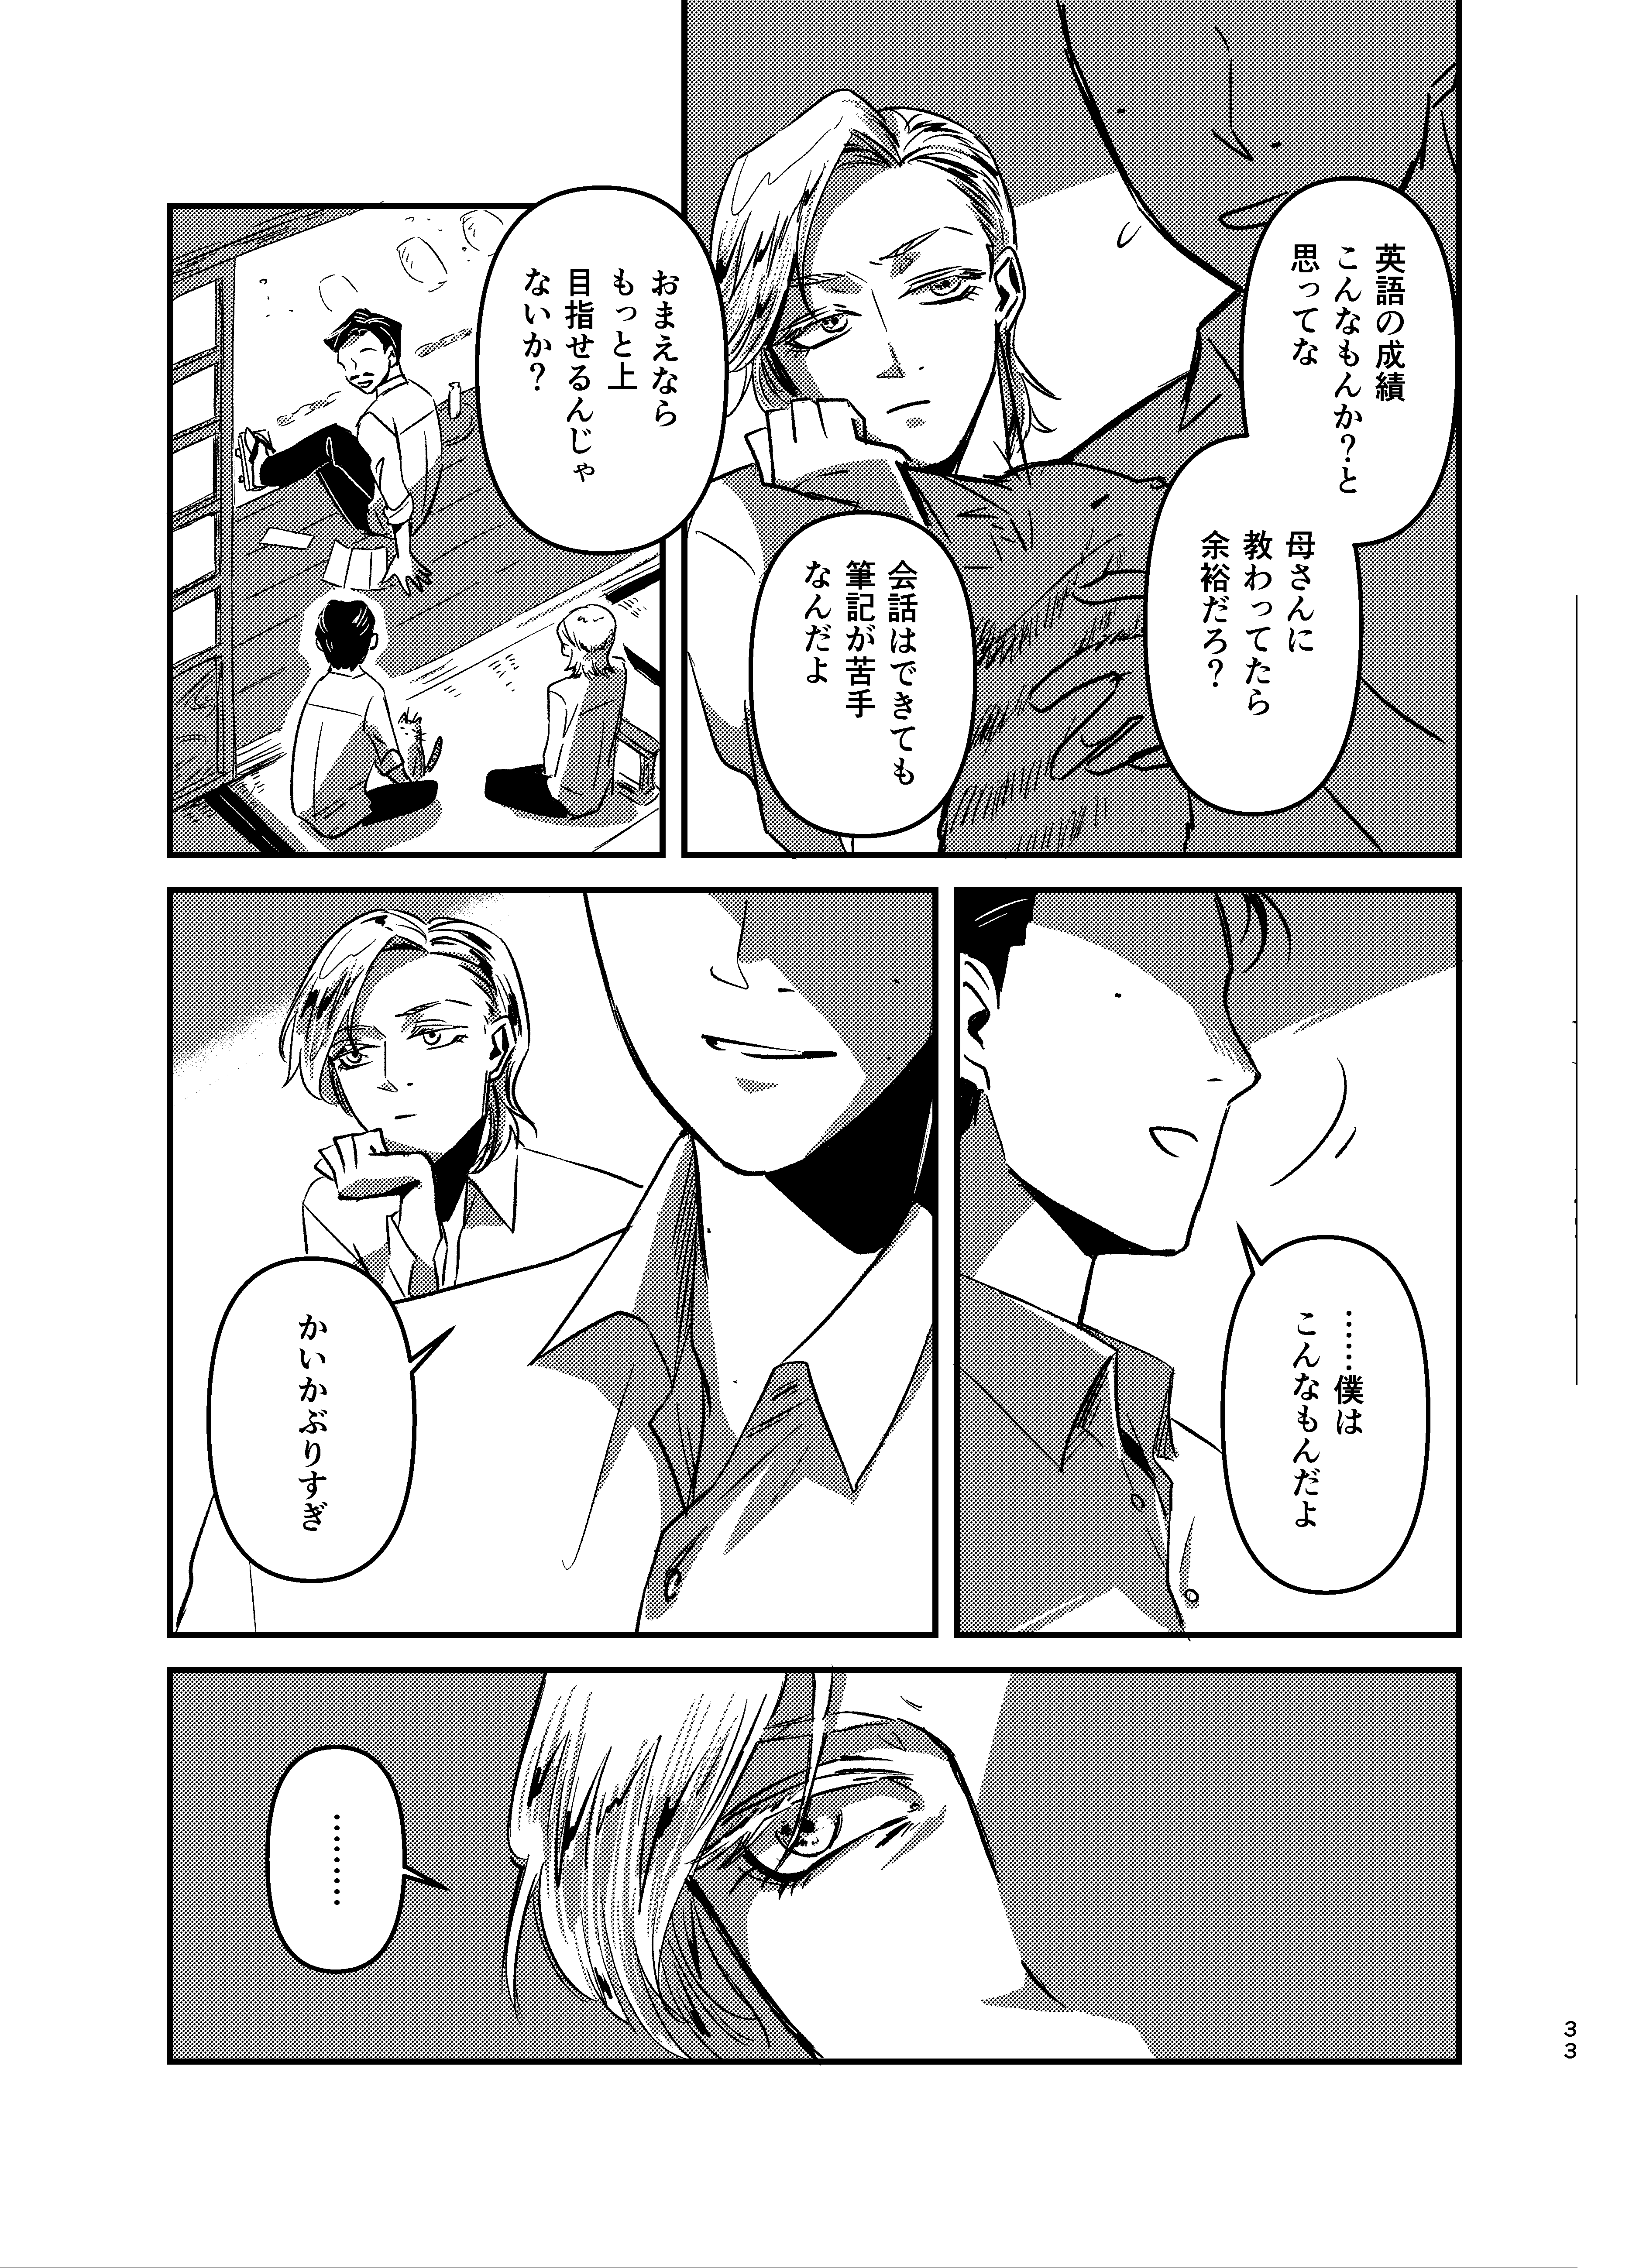 英語の成績
こんなもんか？と
思ってな
母さんに
教わってたら
余裕だろ？
会話はできても
筆記が苦手
なんだよ
おまえなら
もっと上
目指せるんじゃ
ないか？
……僕は
こんなもんだよ
かいかぶりすぎ
………
33